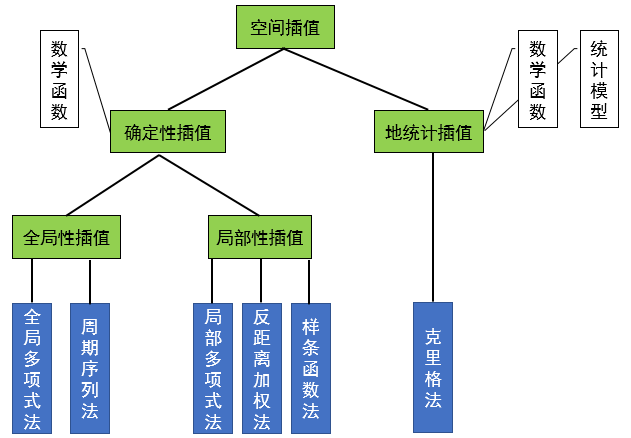 空间插值
数学函数
数学函数
统计模型
确定性插值
地统计插值
全局性插值
局部性插值
全局多项式法
周期序列法
局部多项式法
反距离加权法
样条函数法
克里格法